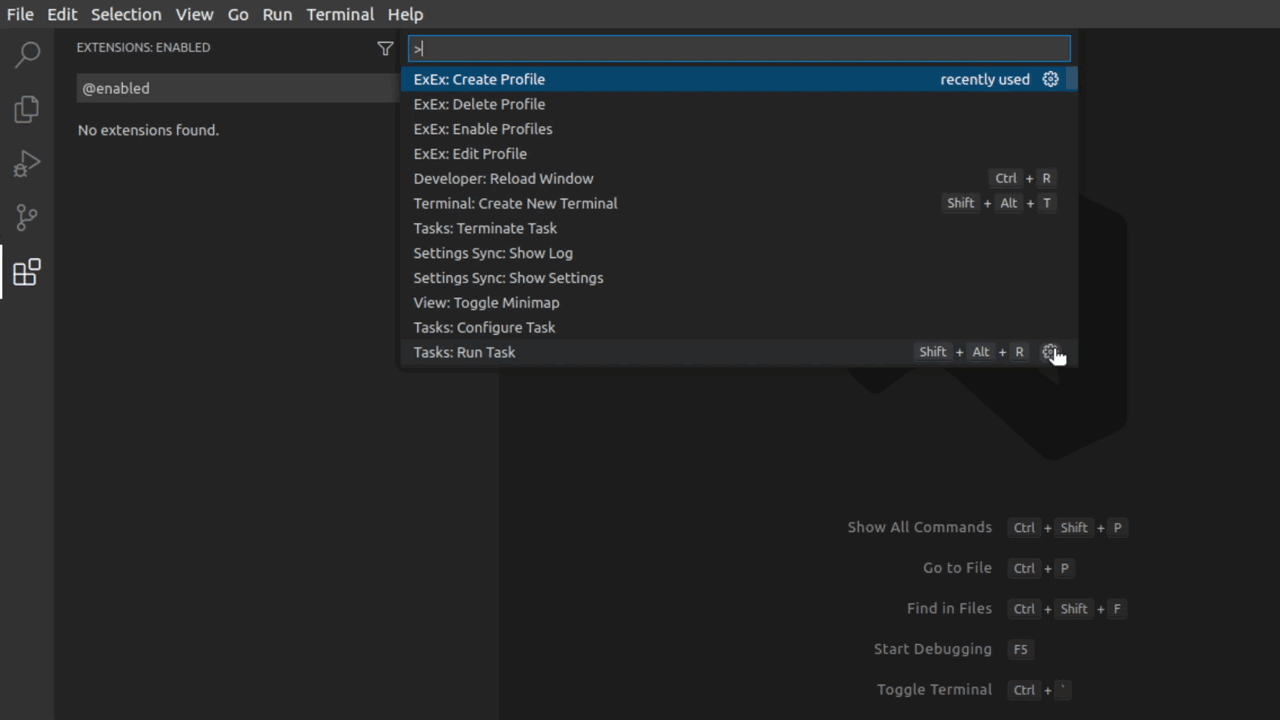 File Edit Selection View Go Run Terminal Help
EXTENSIONS: ENABLED
@enabled
No extensions found.
>
ExEx: Create Profile recently used
ExEx: Delete Profile
ExEx: Enable Profiles
ExEx: Edit Profile
Developer: Reload Window Ctrl + R
Terminal: Create New Terminal Shift + Alt + T
Tasks: Terminate Task
Settings Sync: Show Log
Settings Sync: Show Settings
View: Toggle Minimap
Tasks: Configure Task
Tasks: Run Task Shift + Alt + R
Show All Commands Ctrl + Shift + P
Go to File Ctrl + P
Find in Files Ctrl + Shift + F
Start Debugging F5
Toggle Terminal Ctrl + `